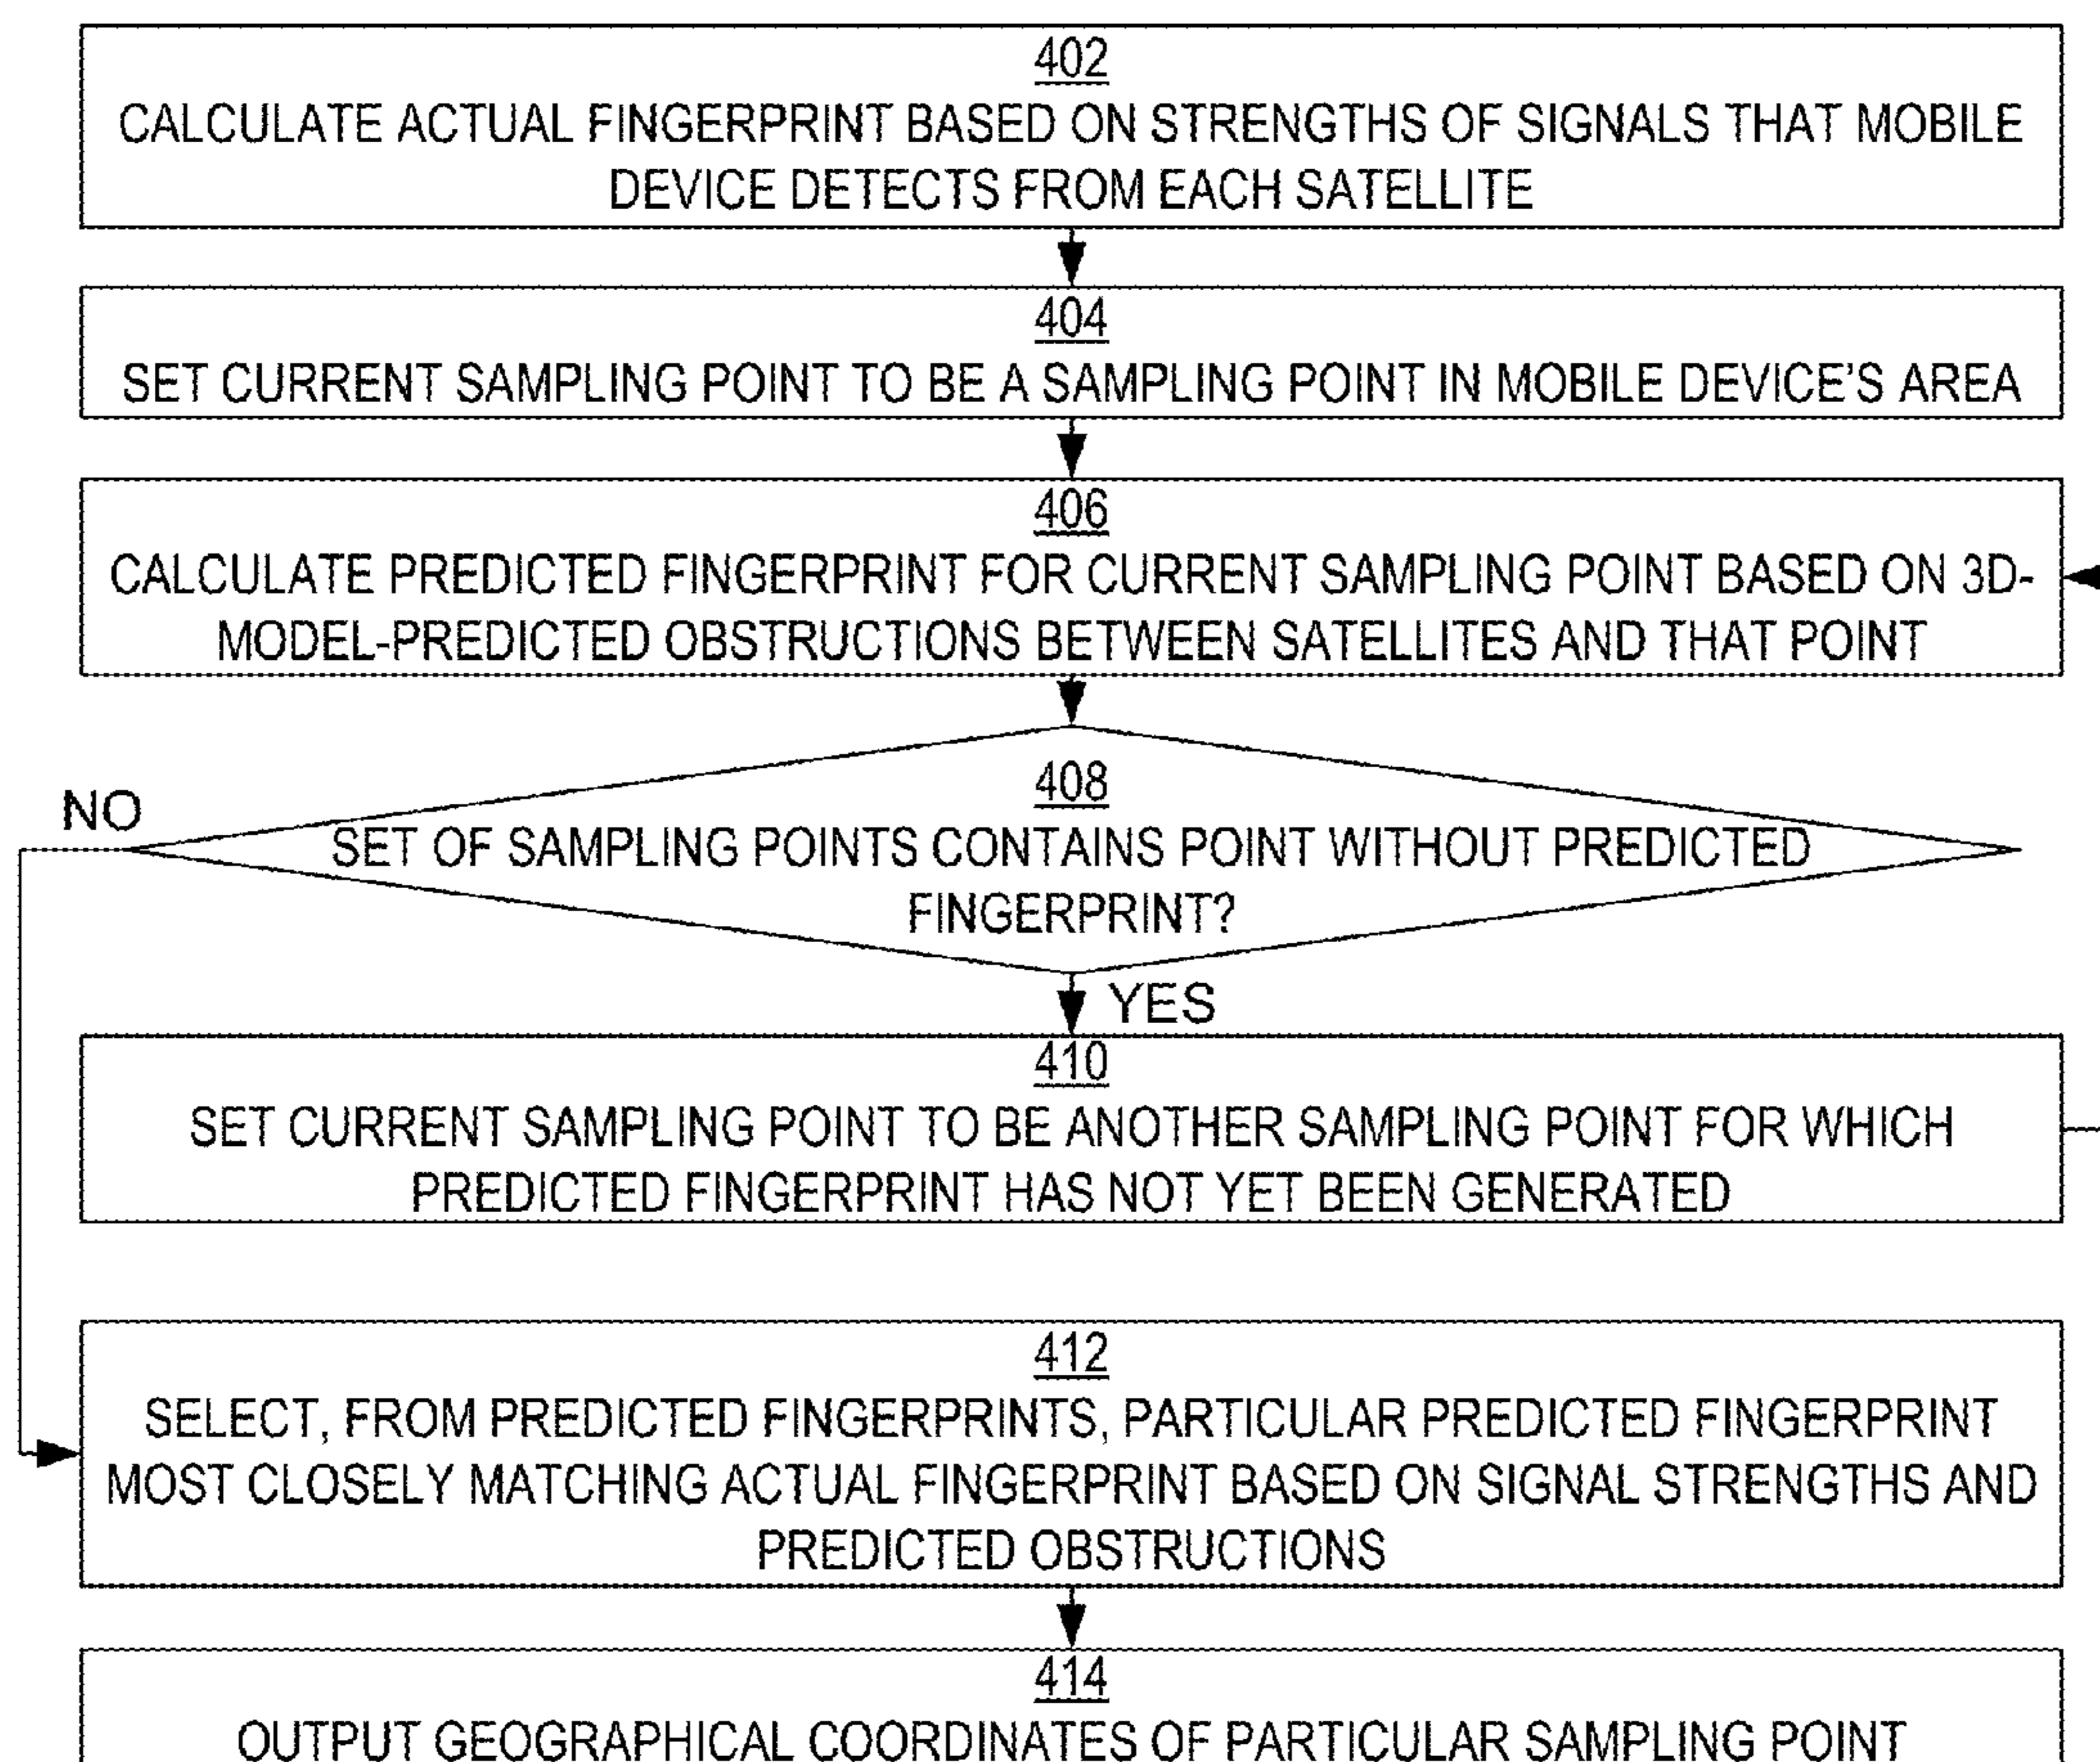 402
CALCULATE ACTUAL FINGERPRINT BASED ON STRENGTHS OF SIGNALS THAT MOBILE
DEVICE DETECTS FROM EACH SATELLITE
404
SET CURRENT SAMPLING POINT TO BE A SAMPLING POINT IN MOBILE DEVICE'S AREA
406
CALCULATE PREDICTED FINGERPRINT FOR CURRENT SAMPLING POINT BASED ON 3D-
MODEL-PREDICTED OBSTRUCTIONS BETWEEN SATELLITES AND THAT POINT
408
NO
SET OF SAMPLING POINTS CONTAINS POINT WITHOUT PREDICTED
FINGERPRINT?
YES
410
SET CURRENT SAMPLING POINT TO BE ANOTHER SAMPLING POINT FOR WHICH
PREDICTED FINGERPRINT HAS NOT YET BEEN GENERATED
412
SELECT, FROM PREDICTED FINGERPRINTS, PARTICULAR PREDICTED FINGERPRINT
MOST CLOSELY MATCHING ACTUAL FINGERPRINT BASED ON SIGNAL STRENGTHS AND
PREDICTED OBSTRUCTIONS
414
OUTPUT GEOGRAPHICAL COORDINATES OF PARTICULAR SAMPLING POINT